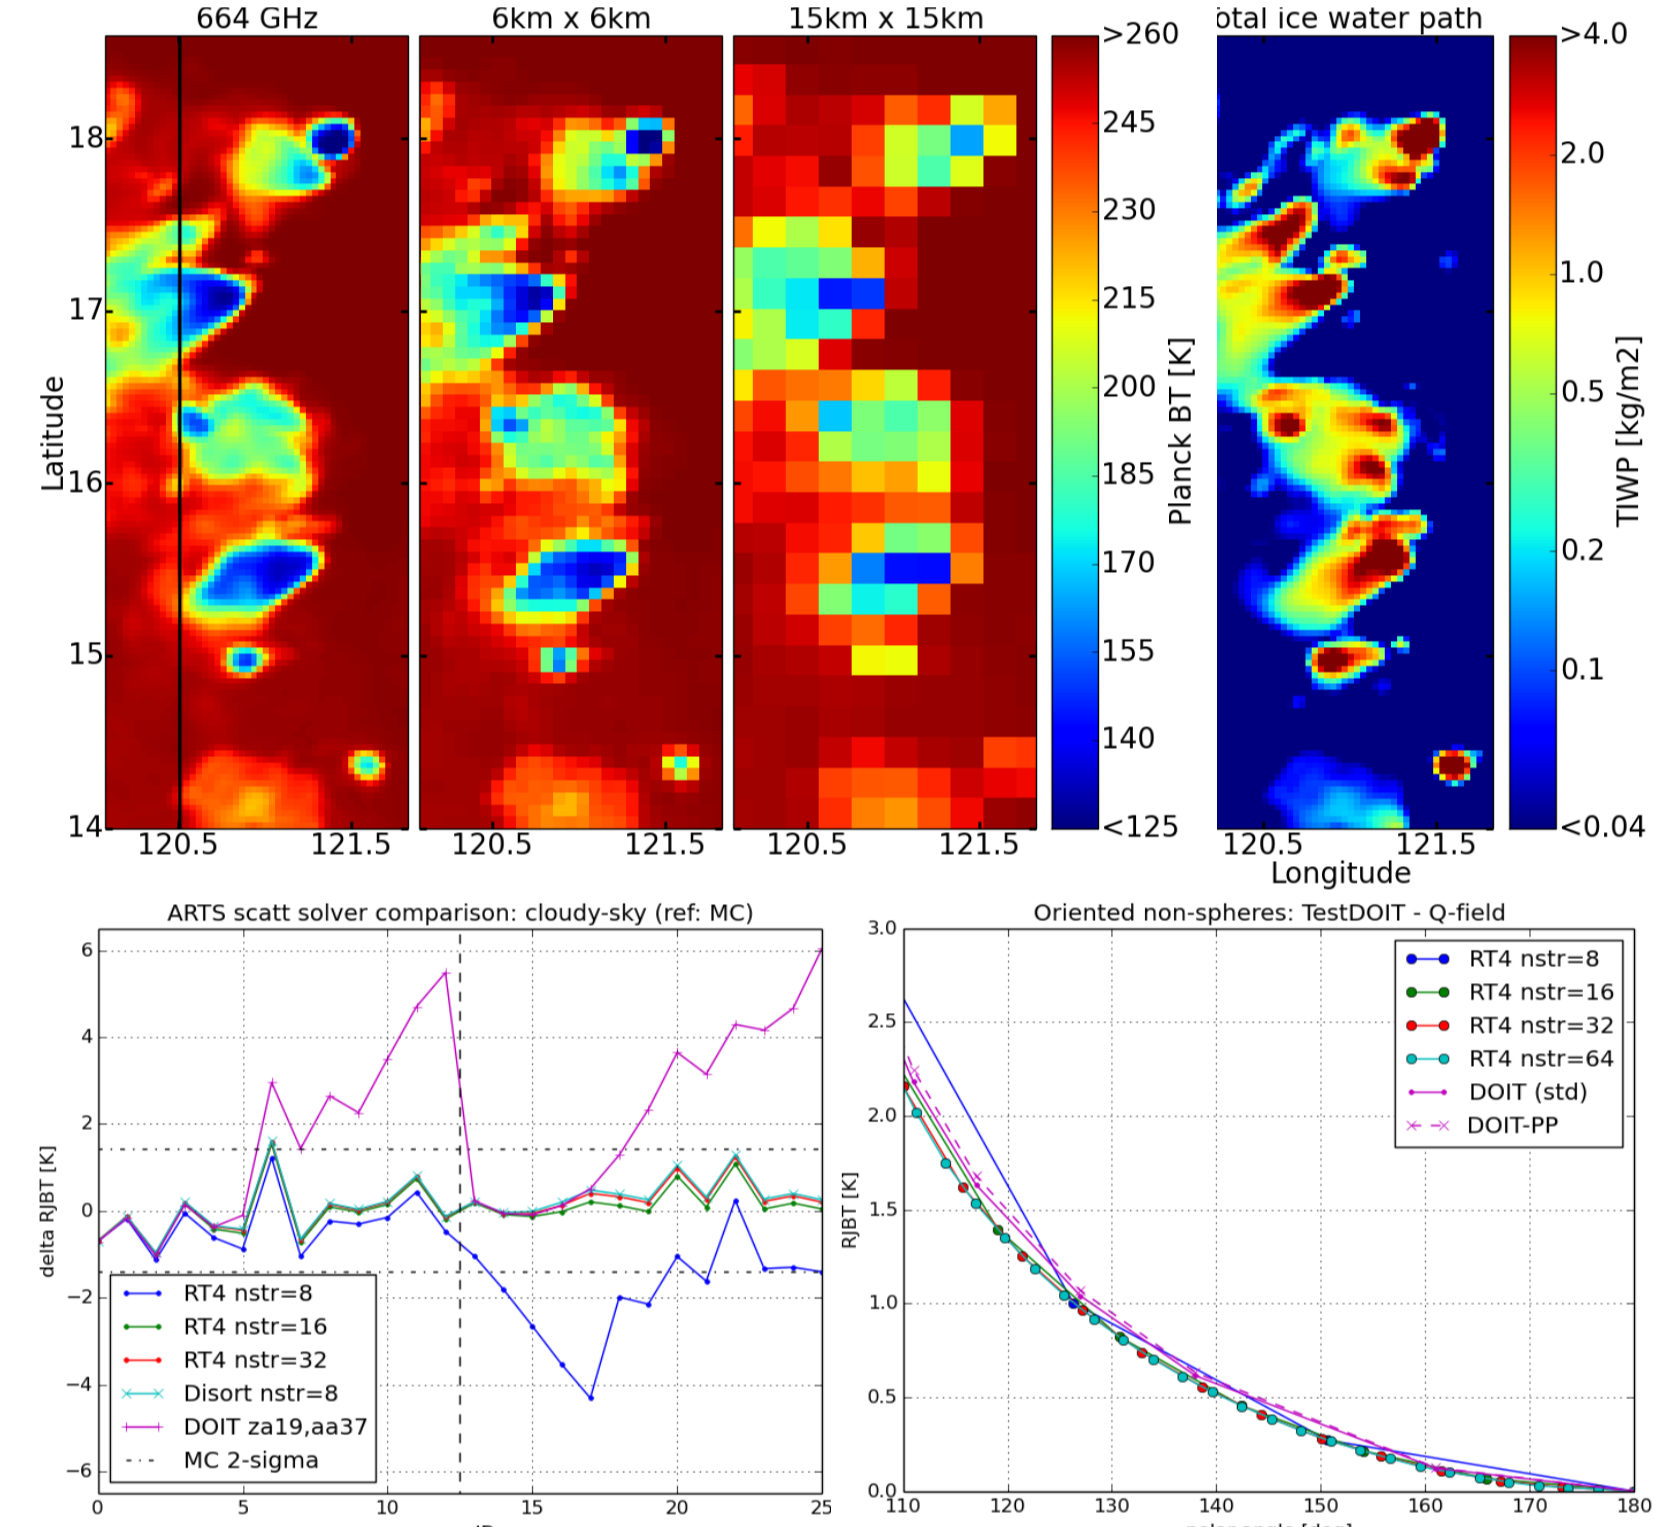 664 GHz
6km x 6km
15km x 15km
otal ice water path
Latitude
18
17
16
15
14
120.5
121.5
120.5
121.5
120.5
121.5
>260
245
230
215
200
185
170
155
140
<125
Planck BT [K]
120.5
121.5
Longitude
>4.0
2.0
1.0
0.5
0.2
0.1
<0.04
TIWP [kg/m2]
ARTS scatt solver comparison: cloudy-sky (ref: MC)
delta RJBT [K]
6
4
2
0
−2
−4
−6
RT4 nstr=8
RT4 nstr=16
RT4 nstr=32
Disort nstr=8
DOIT za19,aa37
MC 2-sigma
0
5
10
15
20
25
Oriented non-spheres: TestDOIT - Q-field
RJBT [K]
3.0
2.5
2.0
1.5
1.0
0.5
0.0
RT4 nstr=8
RT4 nstr=16
RT4 nstr=32
RT4 nstr=64
DOIT (std)
DOIT-PP
110
120
130
140
150
160
170
180
polar angle [deg]